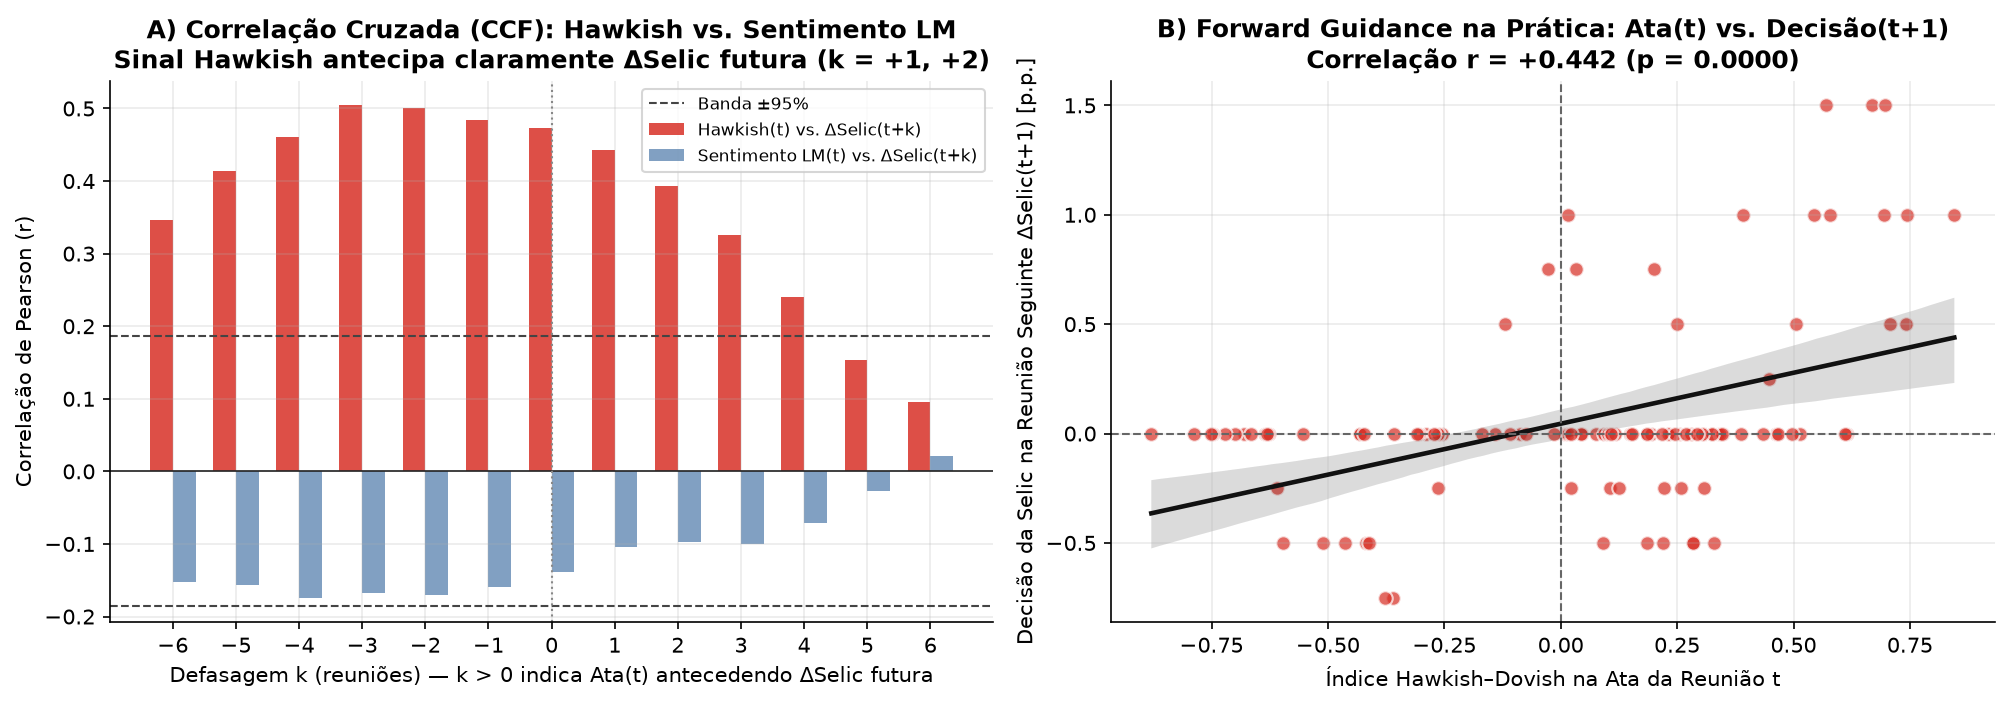 A) Correlação Cruzada (CCF): Hawkish vs. Sentimento LM
Sinal Hawkish antecipa claramente ΔSelic futura (k = +1, +2)
Correlação de Pearson (r)
0.5
0.4
0.3
0.2
0.1
0.0
−0.1
−0.2
Banda ±95%
Hawkish(t) vs. ΔSelic(t+k)
Sentimento LM(t) vs. ΔSelic(t+k)
−6 −5 −4 −3 −2 −1 0 1 2 3 4 5 6
Defasagem k (reuniões) — k > 0 indica Ata(t) antecedendo ΔSelic futura
B) Forward Guidance na Prática: Ata(t) vs. Decisão(t+1)
Correlação r = +0.442 (p = 0.0000)
Decisão da Selic na Reunião Seguinte ΔSelic(t+1) [p.p.]
1.5
1.0
0.5
0.0
−0.5
−0.75 −0.50 −0.25 0.00 0.25 0.50 0.75
Índice Hawkish–Dovish na Ata da Reunião t